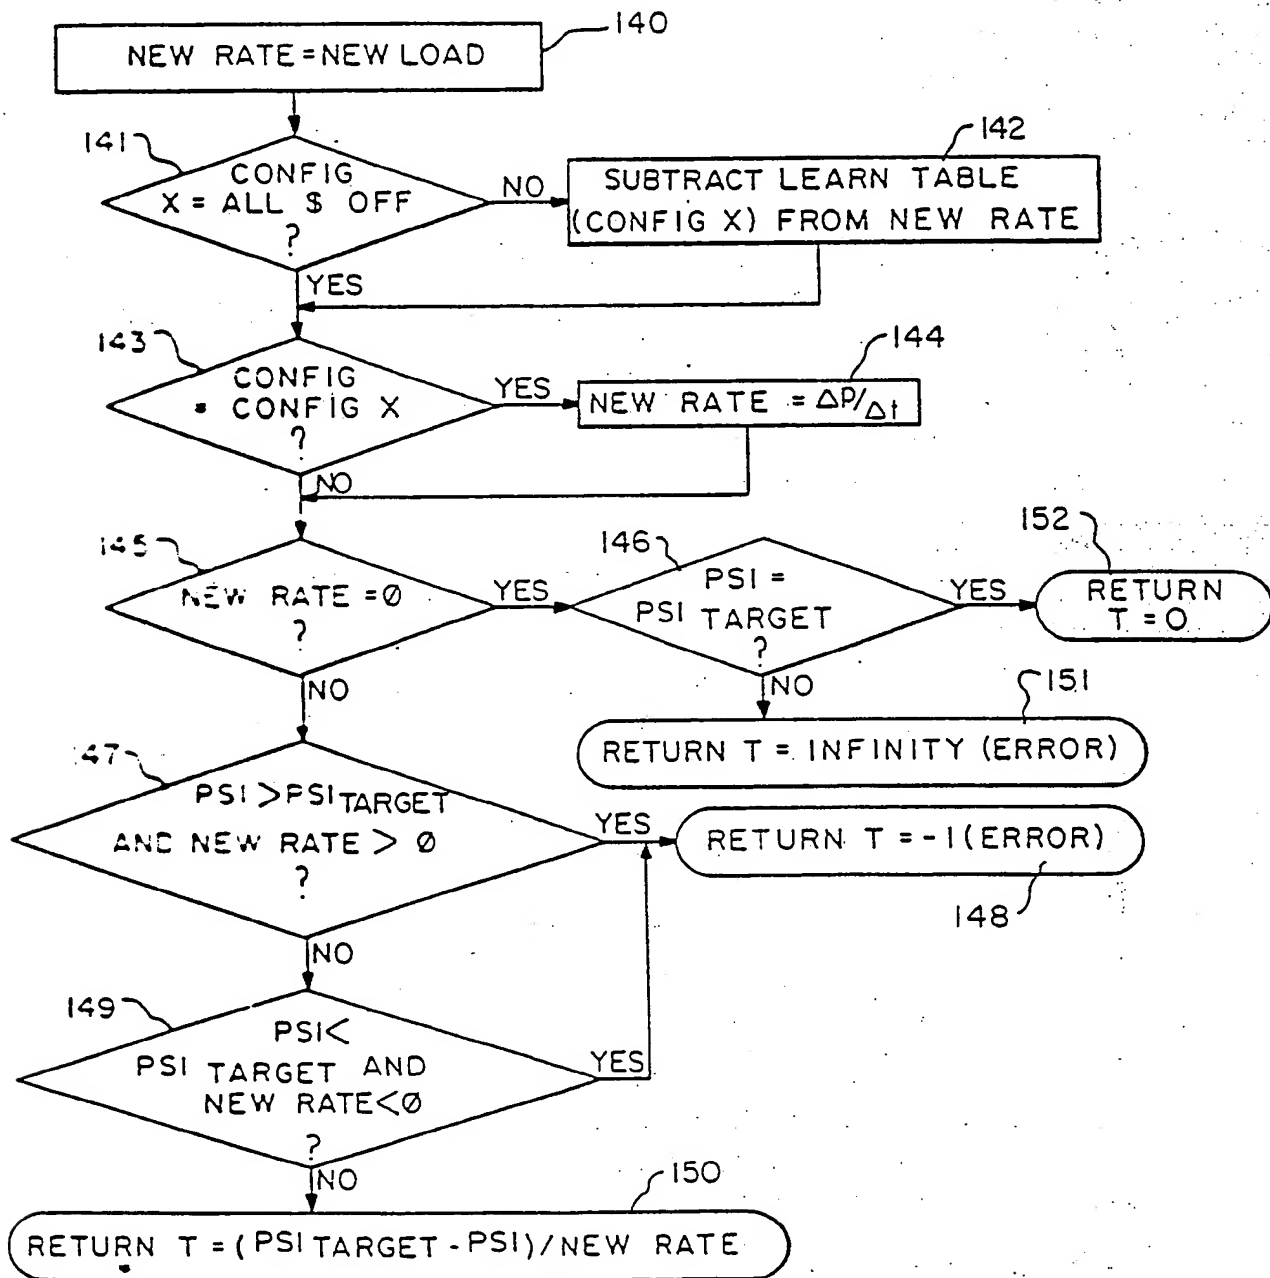 140
NEW RATE = NEW LOAD
141
CONFIG
X = ALL $ OFF
?
NO
142
SUBTRACT LEARN TABLE
(CONFIG X) FROM NEW RATE
YES
143
CONFIG
= CONFIG X
?
YES
144
NEW RATE = ΔP/Δt
NO
145
NEW RATE = Ø
?
YES
146
PSI =
PSI TARGET
?
YES
152
RETURN
T = 0
NO
151
RETURN T = INFINITY (ERROR)
NO
147
PSI > PSI TARGET
AND NEW RATE > Ø
?
YES
RETURN T = -1 (ERROR)
148
NO
149
PSI <
PSI TARGET AND
NEW RATE < Ø
?
YES
NO
150
RETURN T = (PSI TARGET - PSI) / NEW RATE